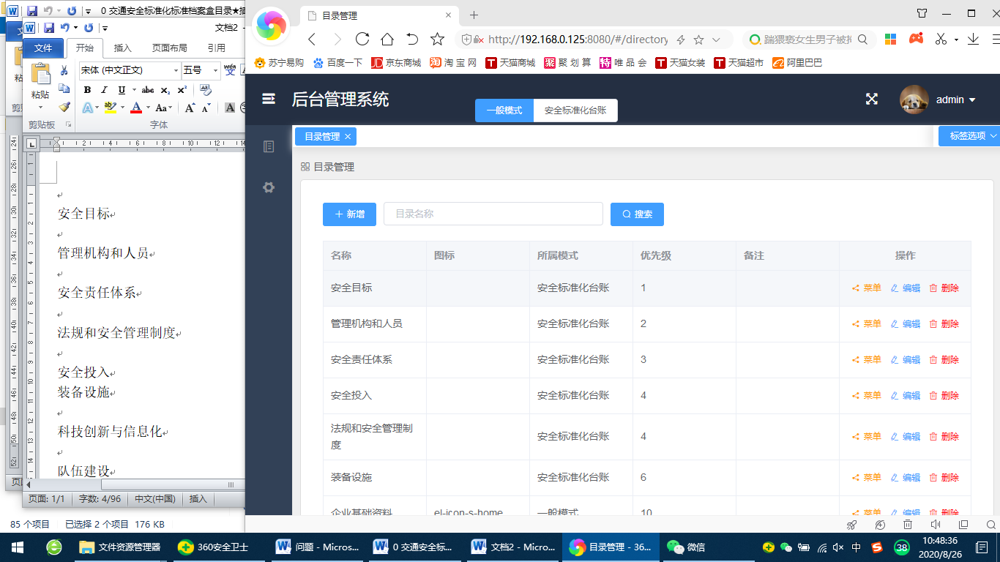 0 交通安全标准化标准档案盒目录★
文档2 -
文件
开始
插入
页面布局
引用
宋体 (中文正文)
五号
粘贴
剪贴板
字体
安全目标
管理机构和人员
安全责任体系
法规和安全管理制度
安全投入
装备设施
科技创新与信息化
队伍建设
页面: 1/1
字数: 4/96
中文(中国)
插入
85 个项目
已选择 2 个项目
176 KB
目录管理
http://192.168.0.125:8080/#/directory
踹猥亵女生男子被拘
苏宁易购
百度一下
京东商城
淘 宝 网
天猫商城
聚 划 算
唯 品 会
天猫女装
天猫超市
阿里巴巴
后台管理系统
一般模式
安全标准化台账
admin
目录管理
标签选项
目录管理
新增
目录名称
搜索
名称 图标 所属模式 优先级 备注 操作
安全目标 安全标准化台账 1 菜单 编辑 删除
管理机构和人员 安全标准化台账 2 菜单 编辑 删除
安全责任体系 安全标准化台账 3 菜单 编辑 删除
安全投入 安全标准化台账 4 菜单 编辑 删除
法规和安全管理制度 安全标准化台账 4 菜单 编辑 删除
装备设施 安全标准化台账 6 菜单 编辑 删除
企业基础资料 el-icon-s-home 一般模式 10 菜单 编辑 删除
文件资源管理器
360安全卫士
问题 - Micros...
0 交通安全标...
文档2 - Micro...
目录管理 - 36...
微信
中
38
10:48:36
2020/8/26